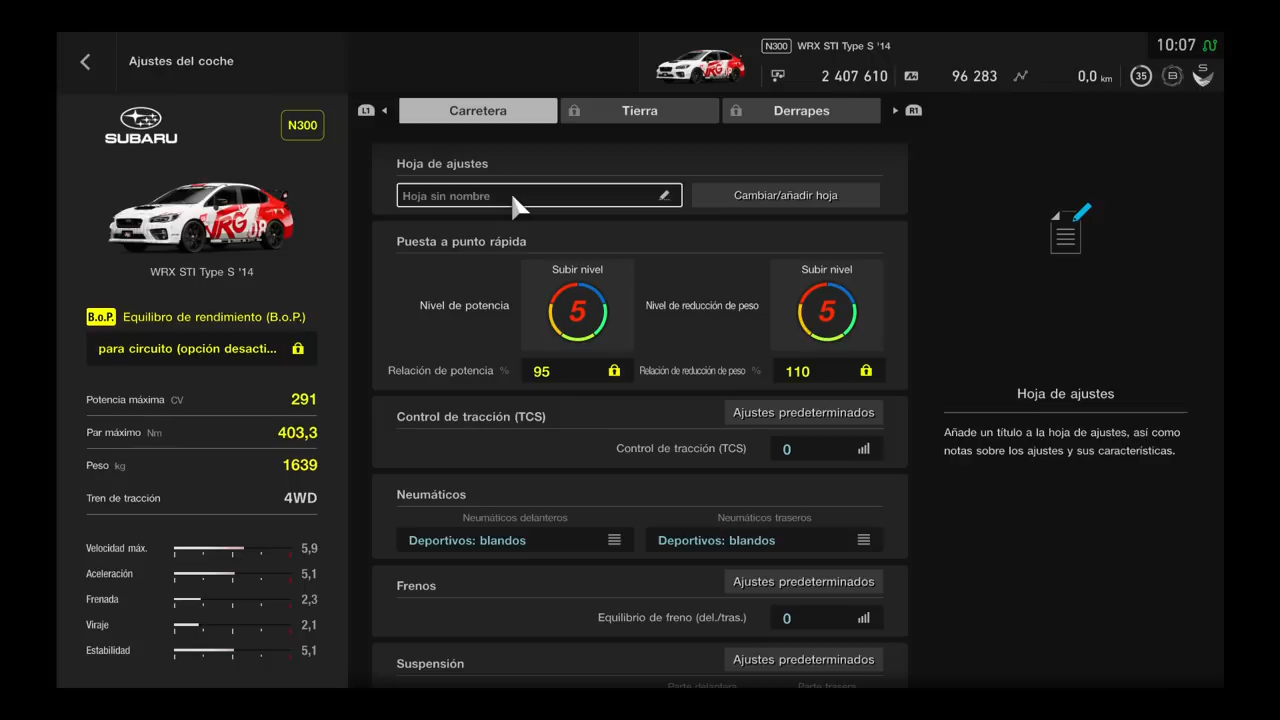 Ajustes del coche
N300 WRX STI Type S '14
10:07
2 407 610
96 283
0,0 km
35
B
S
SUBARU
N300
WRX STI Type S '14
B.o.P. Equilibro de rendimiento (B.o.P.)
para circuito (opción desacti...
Potencia máxima CV 291
Par máximo Nm 403,3
Peso kg 1639
Tren de tracción 4WD
Velocidad máx. 5,9
Aceleración 5,1
Frenada 2,3
Viraje 2,1
Estabilidad 5,1
L1 Carretera Tierra Derrapes R1
Hoja de ajustes
Hoja sin nombre Cambiar/añadir hoja
Puesta a punto rápida
Subir nivel Subir nivel
Nivel de potencia 5 Nivel de reducción de peso 5
Relación de potencia % 95 Relación de reducción de peso % 110
Control de tracción (TCS) Ajustes predeterminados
Control de tracción (TCS) 0
Neumáticos
Neumáticos delanteros Neumáticos traseros
Deportivos: blandos Deportivos: blandos
Frenos Ajustes predeterminados
Equilibrio de freno (del./tras.) 0
Suspensión Ajustes predeterminados
Parte delantera Parte trasera
Hoja de ajustes
Añade un título a la hoja de ajustes, así como
notas sobre los ajustes y sus características.